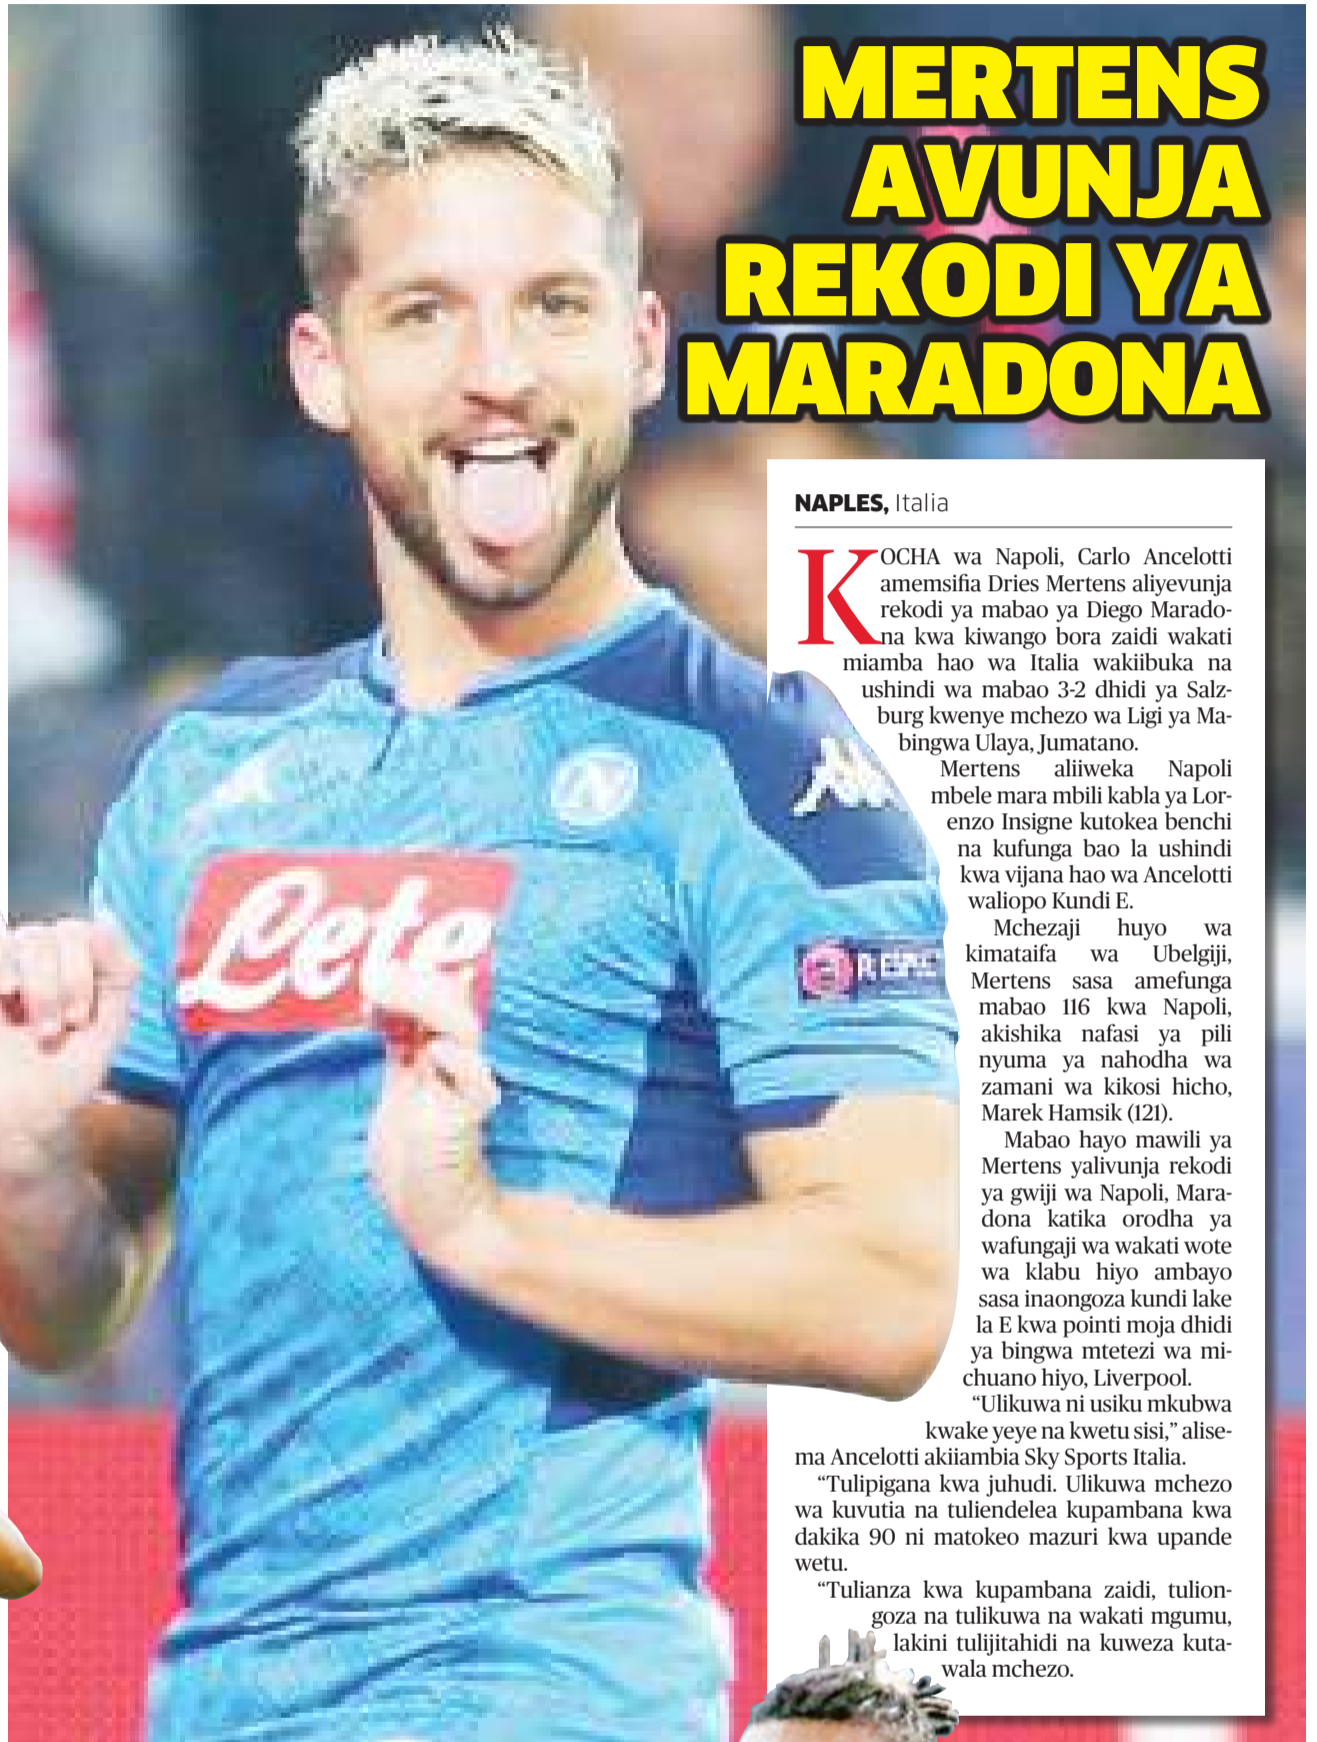 MERTENS
AVUNJA
REKODI YA
MARADONA
NAPLES, Italia
KOCHA wa Napoli, Carlo Ancelotti
amemsifia Dries Mertens aliyevunja
rekodi ya mabao ya Diego Marado-
na kwa kiwango bora zaidi wakati
miamba hao wa Italia wakiibuka na
ushindi wa mabao 3-2 dhidi ya Salz-
burg kwenye mchezo wa Ligi ya Ma-
bingwa Ulaya, Jumatano.
Mertens aliiweka Napoli
mbele mara mbili kabla ya Lor-
enzo Insigne kutokea benchi
na kufunga bao la ushindi
kwa vijana hao wa Ancelotti
waliopo Kundi E.
Mchezaji huyo wa
kimataifa wa Ubelgiji,
Mertens sasa amefunga
mabao 116 kwa Napoli,
akishika nafasi ya pili
nyuma ya nahodha wa
zamani wa kikosi hicho,
Marek Hamsik (121).
Mabao hayo mawili ya
Mertens yalivunja rekodi
ya gwiji wa Napoli, Mara-
dona katika orodha ya
wafungaji wa wakati wote
wa klabu hiyo ambayo
sasa inaongoza kundi lake
la E kwa pointi moja dhidi
ya bingwa mtetezi wa mi-
chuano hiyo, Liverpool.
“Ulikuwa ni usiku mkubwa
kwake yeye na kwetu sisi,” alise-
ma Ancelotti akiiambia Sky Sports Italia.
“Tulipigana kwa juhudi. Ulikuwa mchezo
wa kuvutia na tuliendelea kupambana kwa
dakika 90 ni matokeo mazuri kwa upande
wetu.
“Tulianza kwa kupambana zaidi, tulion-
goza na tulikuwa na wakati mgumu,
lakini tulijitahidi na kuweza kuta-
wala mchezo.
N
Kappa
Lete